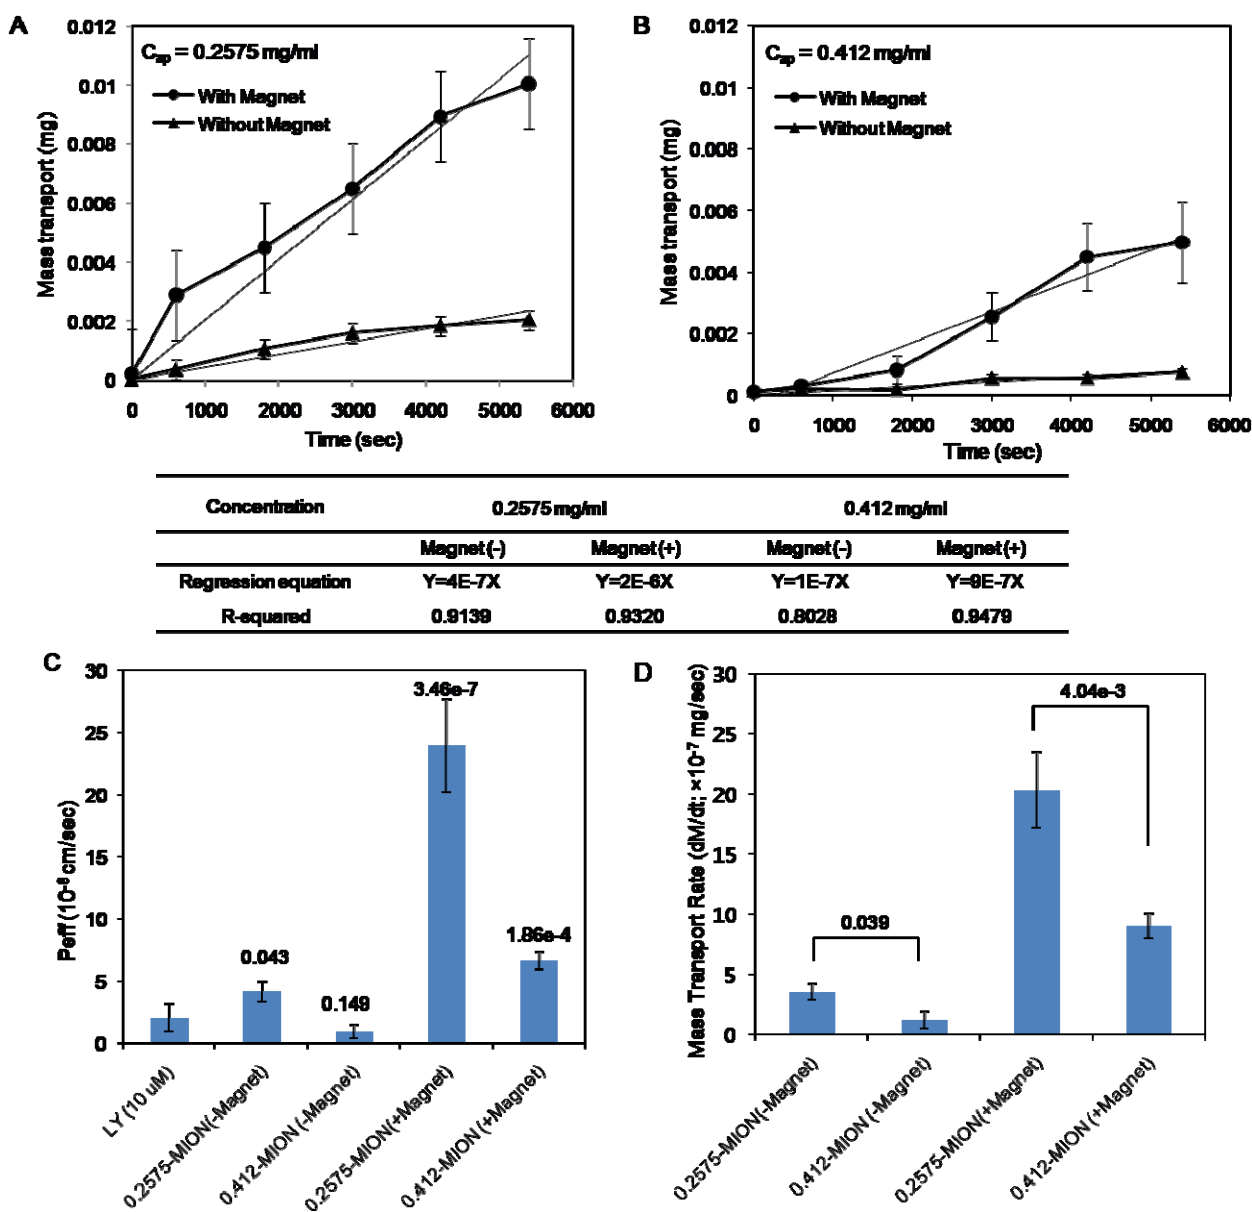 A
C_ap = 0.2575 mg/ml
With Magnet
Without Magnet
Mass transport (mg)
0.012
0.01
0.008
0.006
0.004
0.002
0
0 1000 2000 3000 4000 5000 6000
Time (sec)
B
C_ap = 0.412 mg/ml
With Magnet
Without Magnet
Mass transport (mg)
0.012
0.01
0.008
0.006
0.004
0.002
0
0 1000 2000 3000 4000 5000 6000
Time (sec)
Concentration 0.2575 mg/ml 0.412 mg/ml
Magnet (-) Magnet (+) Magnet (-) Magnet (+)
Regression equation Y=4E-7X Y=2E-6X Y=1E-7X Y=9E-7X
R-squared 0.9139 0.9320 0.8028 0.9479
C
Peff (10⁻⁸ cm/sec)
30
25
20
15
10
5
0
0.043
0.149
3.46e-7
1.86e-4
LY (10 uM)
0.2575-MION(-Magnet)
0.412-MION (-Magnet)
0.2575-MION(+Magnet)
0.412-MION (+Magnet)
D
Mass Transport Rate (dM/dt; ×10⁻⁷ mg/sec)
30
25
20
15
10
5
0
0.039
4.04e-3
0.2575-MION(-Magnet)
0.412-MION (-Magnet)
0.2575-MION(+Magnet)
0.412-MION (+Magnet)